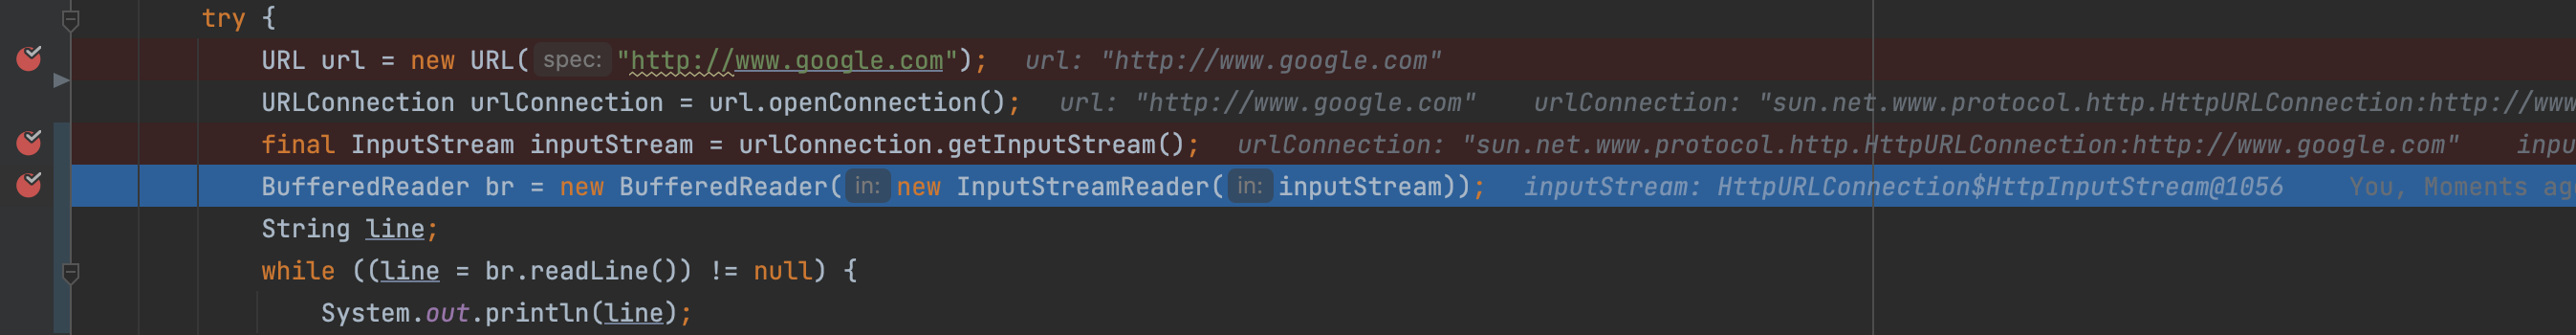 try {
URL url = new URL( spec: "http://www.google.com"); url: "http://www.google.com"
URLConnection urlConnection = url.openConnection(); url: "http://www.google.com" urlConnection: "sun.net.www.protocol.http.HttpURLConnection:http://www
final InputStream inputStream = urlConnection.getInputStream(); urlConnection: "sun.net.www.protocol.http.HttpURLConnection:http://www.google.com" inpu
BufferedReader br = new BufferedReader( in: new InputStreamReader( in: inputStream)); inputStream: HttpURLConnection$HttpInputStream@1056 You, Moments ag
String line;
while ((line = br.readLine()) != null) {
System.out.println(line);